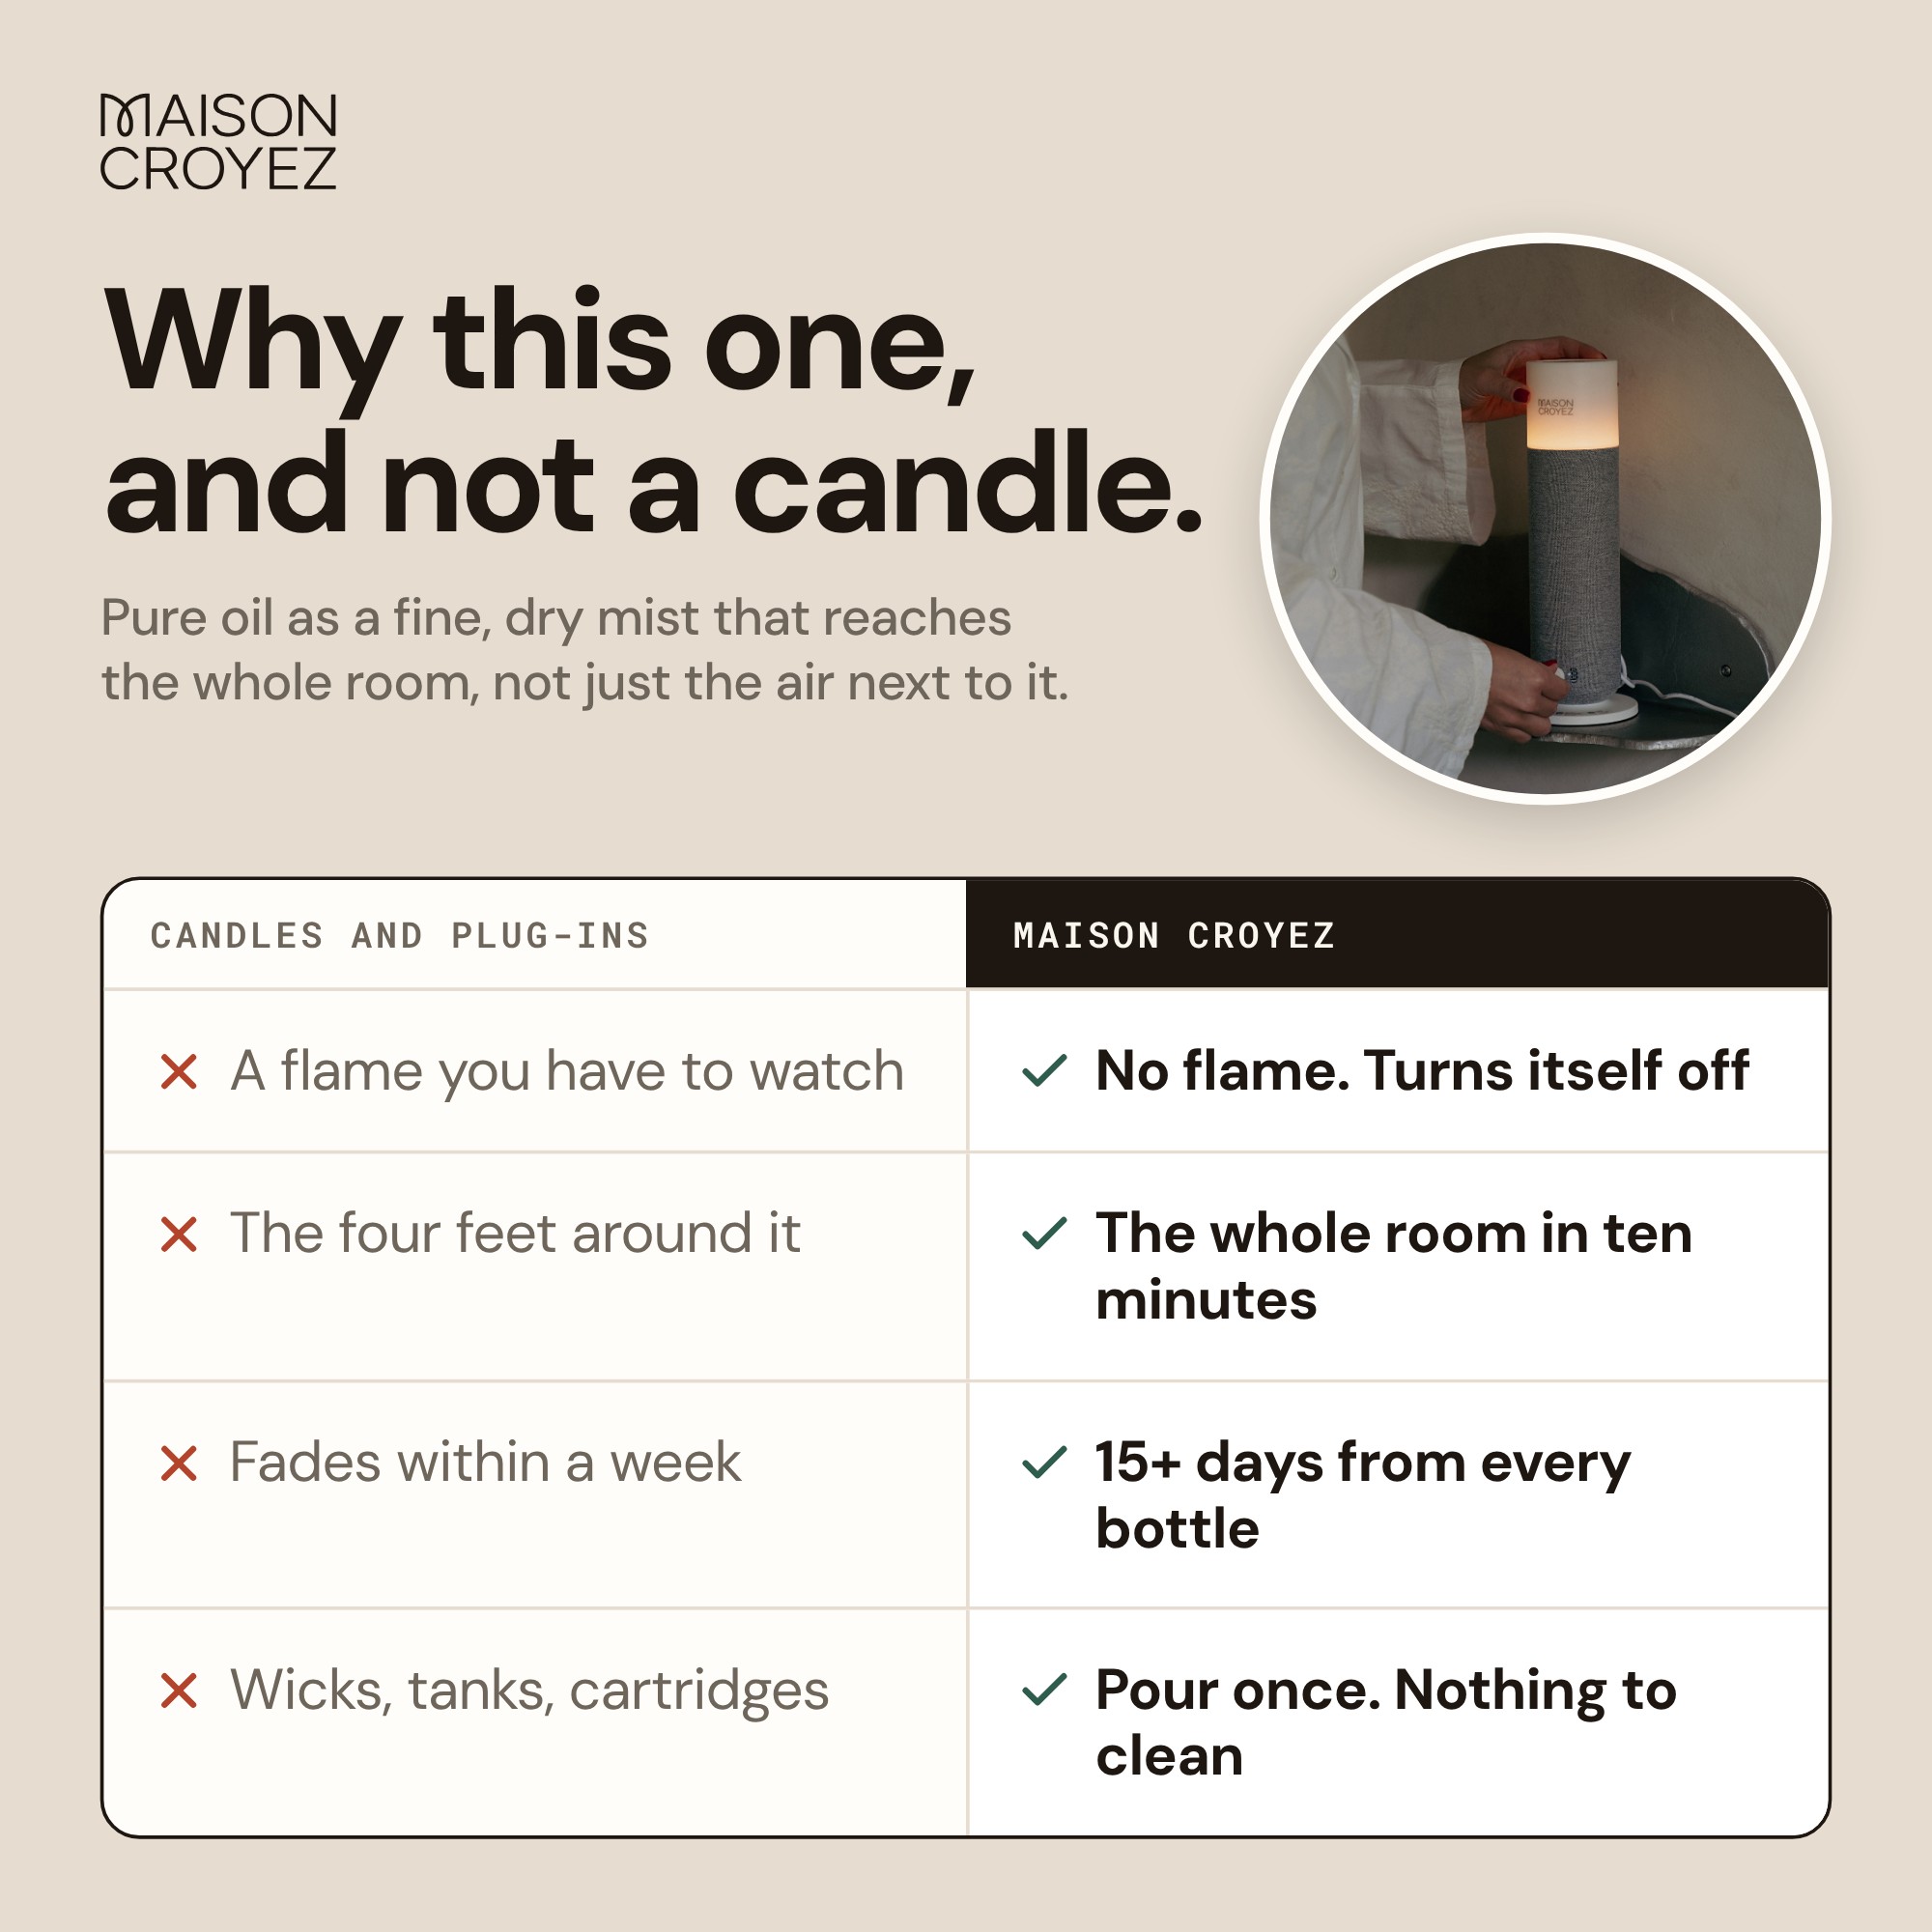 MAISON
CROYEZ
Why this one,
and not a candle.
Pure oil as a fine, dry mist that reaches
the whole room, not just the air next to it.
MAISON
CROYEZ
CANDLES AND PLUG-INS
MAISON CROYEZ
A flame you have to watch
No flame. Turns itself off
The four feet around it
The whole room in ten
minutes
Fades within a week
15+ days from every
bottle
Wicks, tanks, cartridges
Pour once. Nothing to
clean